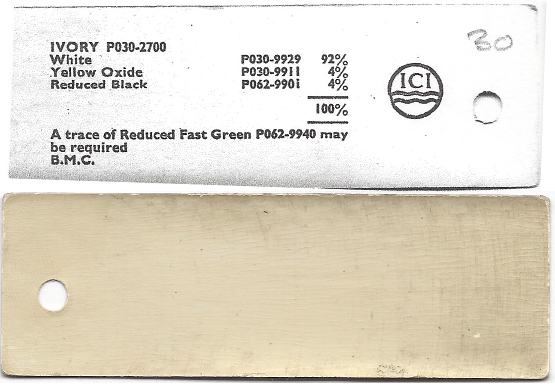 30
IVORY P030-2700
White P030-9929 92%
Yellow Oxide P030-9911 4%
Reduced Black P062-9901 4%
100%
ICI
A trace of Reduced Fast Green P062-9940 may
be required
B.M.C.